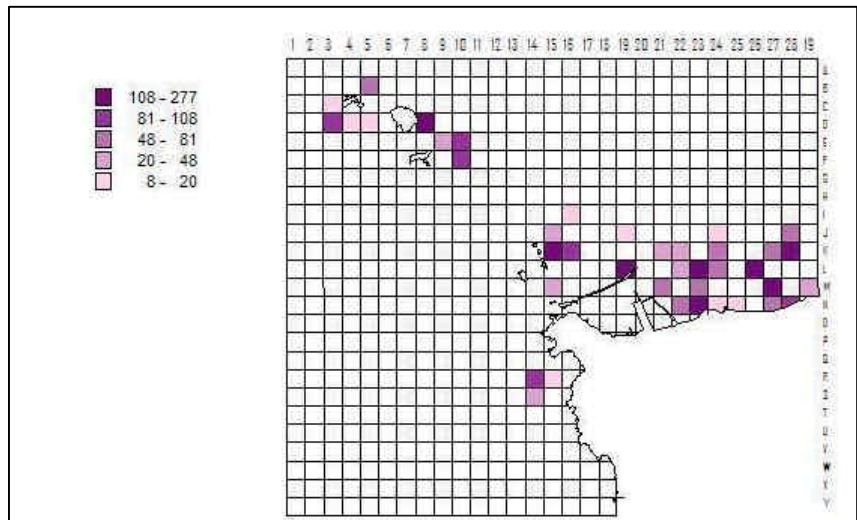 1 2 3 4 5 6 7 8 9 10 11 12 13 14 15 16 17 18 19 20 21 22 23 24 25 26 27 28 19
108 - 277
81 - 108
48 - 81
20 - 48
8 - 20
A
B
C
D
E
F
G
H
I
J
K
L
M
N
O
P
Q
R
S
T
U
V
W
X
Y